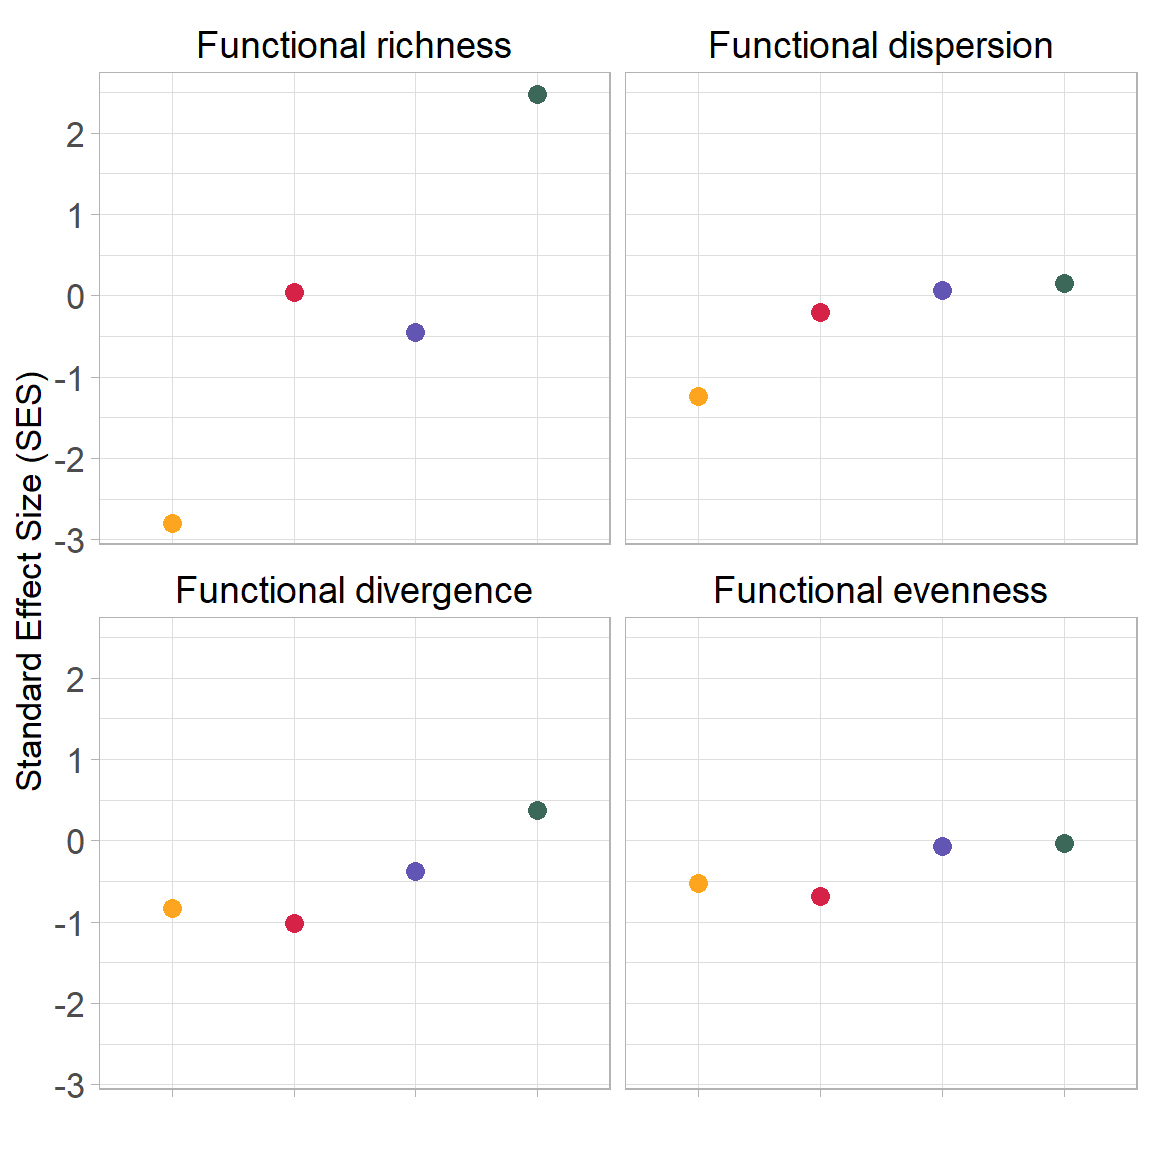 Functional richness
Functional dispersion
2
1
0
-1
-2
-3
Standard Effect Size (SES)
Functional divergence
Functional evenness
2
1
0
-1
-2
-3